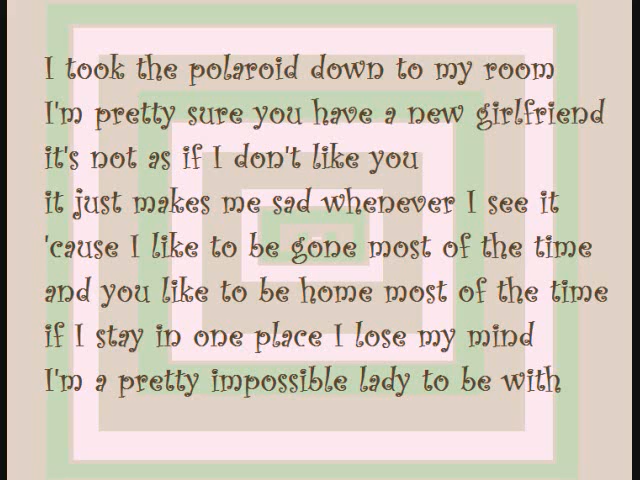 I took the polaroid down to my room
I'm pretty sure you have a new girlfriend
it's not as if I don't like you
it just makes me sad whenever I see it
'cause I like to be gone most of the time
and you like to be home most of the time
if I stay in one place I lose my mind
I'm a pretty impossible lady to be with